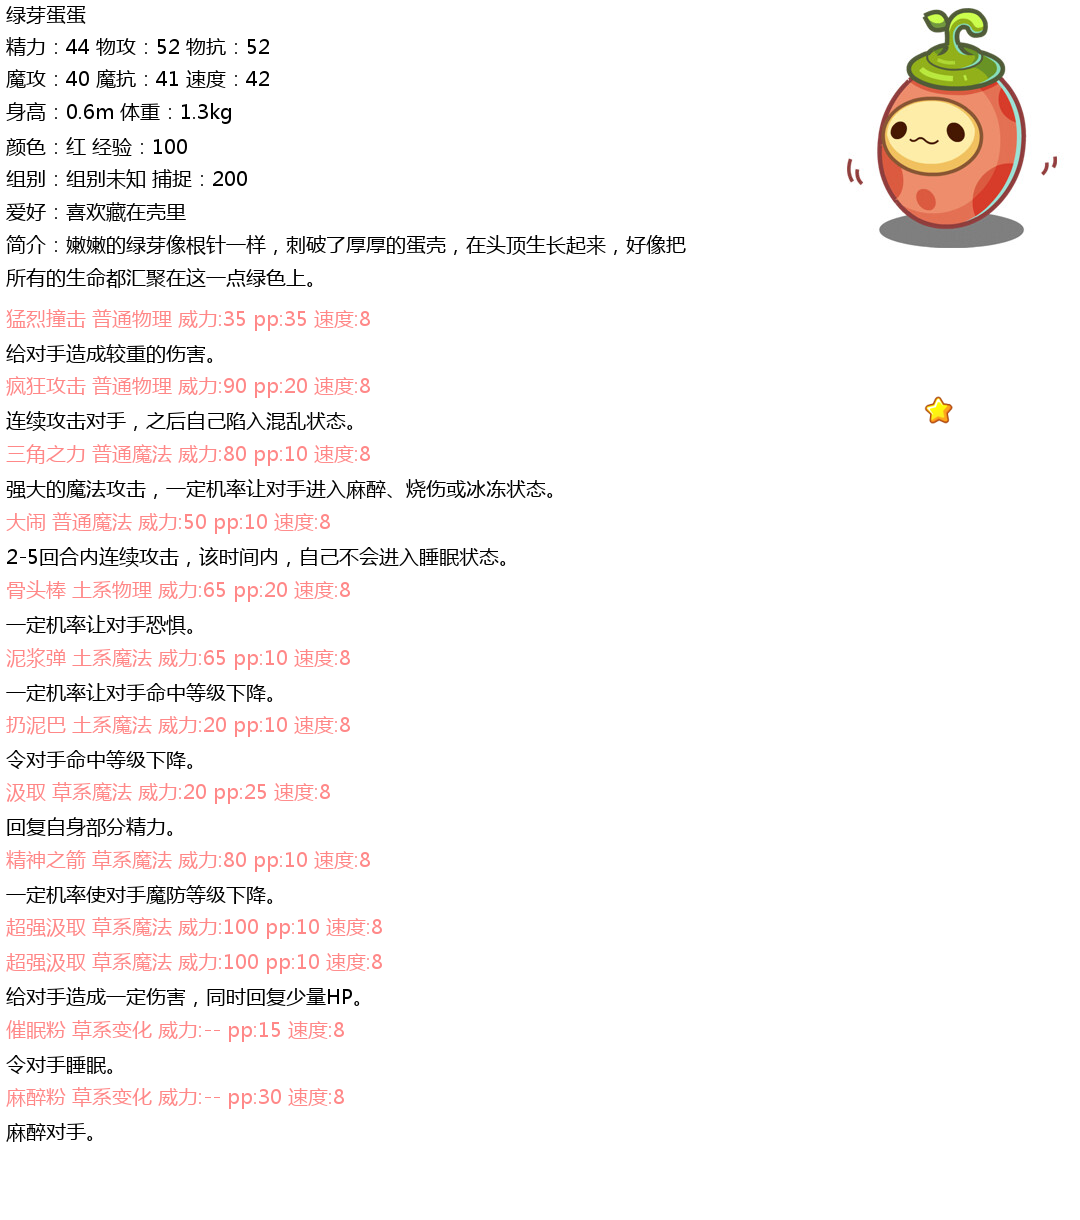 绿芽蛋蛋
精力：44 物攻：52 物抗：52
魔攻：40 魔抗：41 速度：42
身高：0.6m 体重：1.3kg
颜色：红 经验：100
组别：组别未知 捕捉：200
爱好：喜欢藏在壳里
简介：嫩嫩的绿芽像根针一样，刺破了厚厚的蛋壳，在头顶生长起来，好像把
所有的生命都汇聚在这一点绿色上。
猛烈撞击 普通物理 威力:35 pp:35 速度:8
给对手造成较重的伤害。
疯狂攻击 普通物理 威力:90 pp:20 速度:8
连续攻击对手，之后自己陷入混乱状态。
三角之力 普通魔法 威力:80 pp:10 速度:8
强大的魔法攻击，一定机率让对手进入麻醉、烧伤或冰冻状态。
大闹 普通魔法 威力:50 pp:10 速度:8
2-5回合内连续攻击，该时间内，自己不会进入睡眠状态。
骨头棒 土系物理 威力:65 pp:20 速度:8
一定机率让对手恐惧。
泥浆弹 土系魔法 威力:65 pp:10 速度:8
一定机率让对手命中等级下降。
扔泥巴 土系魔法 威力:20 pp:10 速度:8
令对手命中等级下降。
汲取 草系魔法 威力:20 pp:25 速度:8
回复自身部分精力。
精神之箭 草系魔法 威力:80 pp:10 速度:8
一定机率使对手魔防等级下降。
超强汲取 草系魔法 威力:100 pp:10 速度:8
超强汲取 草系魔法 威力:100 pp:10 速度:8
给对手造成一定伤害，同时回复少量HP。
催眠粉 草系变化 威力:-- pp:15 速度:8
令对手睡眠。
麻醉粉 草系变化 威力:-- pp:30 速度:8
麻醉对手。